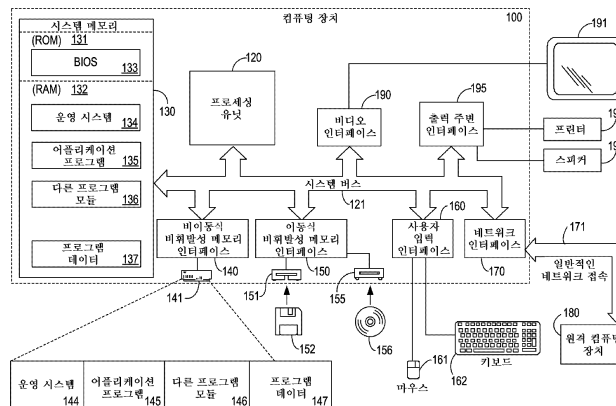 컴퓨팅 장치
100
시스템 메모리
(ROM) 131
BIOS
133
(RAM) 132
운영 시스템
134
어플리케이션
프로그램 135
다른 프로그램
모듈 136
프로그램
데이터 137
130
120
프로세싱
유닛
190
비디오
인터페이스
195
출력 주변
인터페이스
191
프린터
스피커
시스템 버스
121
비이동식
비휘발성 메모리
인터페이스 140
이동식
비휘발성 메모리
인터페이스 150
160
사용자
입력
인터페이스
네트워크
인터페이스
170
171
일반적인
네트워크 접속
141
151
155
152
156
161
마우스
키보드
162
180
원격 컴퓨팅
장치
운영 시스템
144
어플리케이션
프로그램 145
다른 프로그램
모듈 146
프로그램
데이터 147